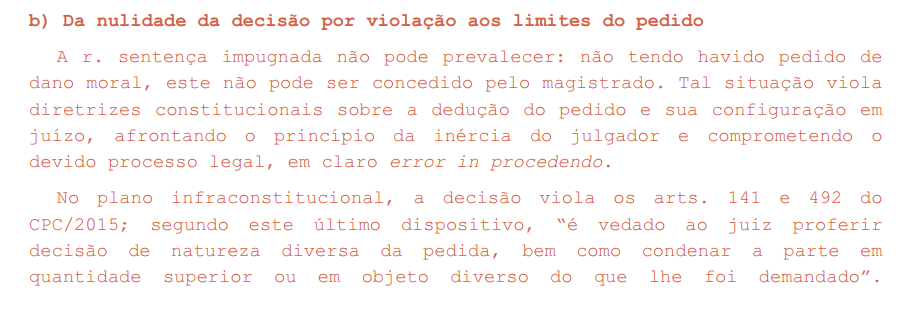 b) Da nulidade da decisão por violação aos limites do pedido
A r. sentença impugnada não pode prevalecer: não tendo havido pedido de
dano moral, este não pode ser concedido pelo magistrado. Tal situação viola
diretrizes constitucionais sobre a dedução do pedido e sua configuração em
juízo, afrontando o princípio da inércia do julgador e comprometendo o
devido processo legal, em claro error in procedendo.
No plano infraconstitucional, a decisão viola os arts. 141 e 492 do
CPC/2015; segundo este último dispositivo, “é vedado ao juiz proferir
decisão de natureza diversa da pedida, bem como condenar a parte em
quantidade superior ou em objeto diverso do que lhe foi demandado”.